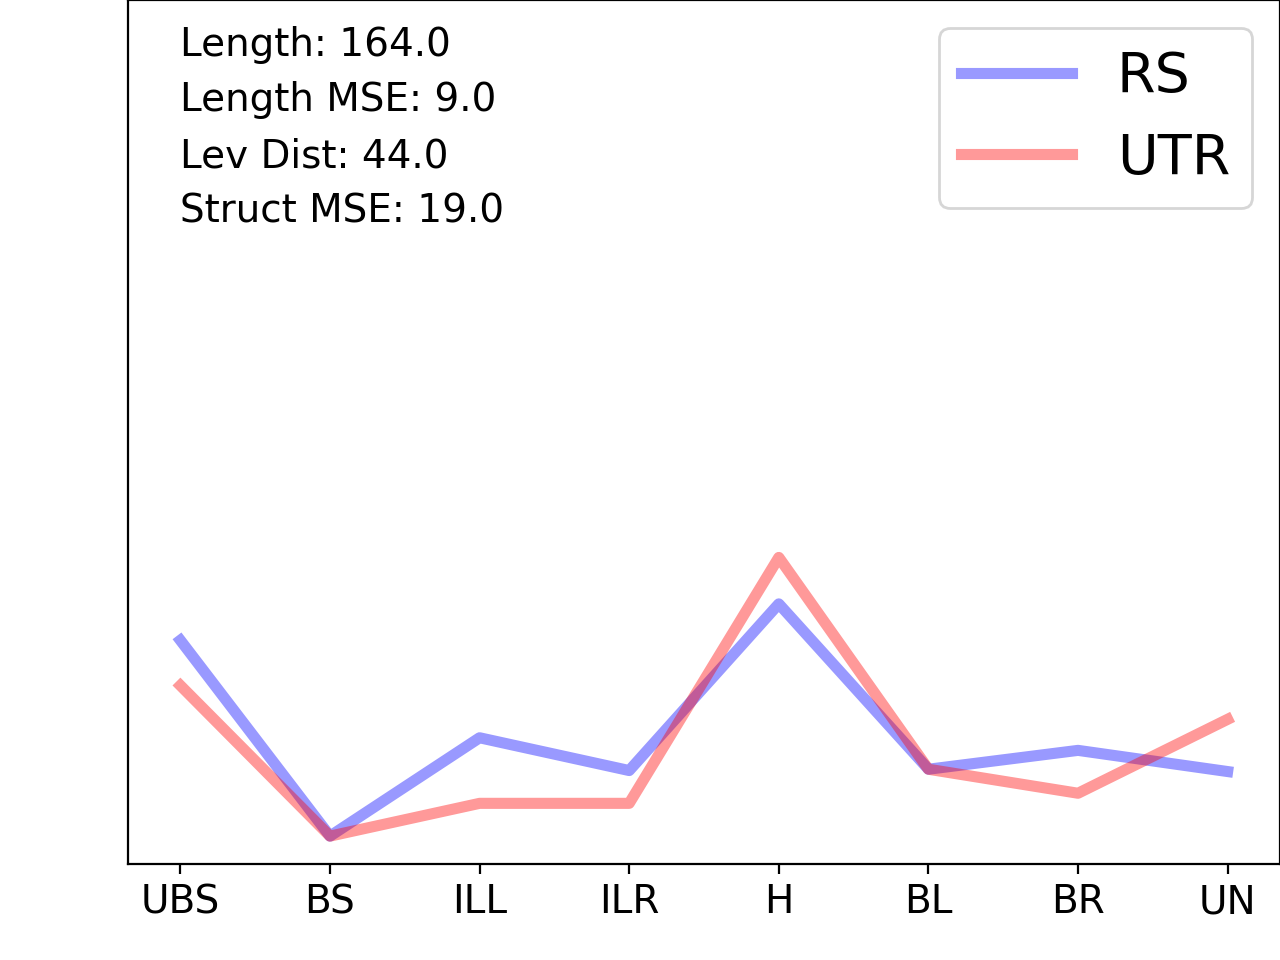 Length: 164.0
Length MSE: 9.0
Lev Dist: 44.0
Struct MSE: 19.0
RS
UTR
UBS BS ILL ILR H BL BR UN